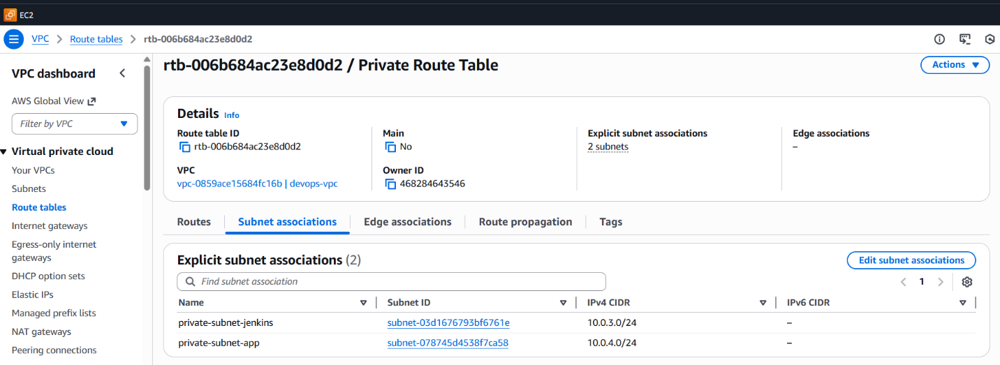 EC2
VPC > Route tables > rtb-006b684ac23e8d0d2
VPC dashboard
AWS Global View
Filter by VPC
Virtual private cloud
Your VPCs
Subnets
Route tables
Internet gateways
Egress-only internet
gateways
DHCP option sets
Elastic IPs
Managed prefix lists
NAT gateways
Peering connections
rtb-006b684ac23e8d0d2 / Private Route Table
Actions
Details Info
Route table ID
rtb-006b684ac23e8d0d2
Main
No
Explicit subnet associations
2 subnets
Edge associations
–
VPC
vpc-0859ace15684fc16b | devops-vpc
Owner ID
468284643546
Routes Subnet associations Edge associations Route propagation Tags
Explicit subnet associations (2)
Edit subnet associations
Find subnet association
1
Name Subnet ID IPv4 CIDR IPv6 CIDR
private-subnet-jenkins subnet-03d1676793bf6761e 10.0.3.0/24 –
private-subnet-app subnet-078745d4538f7ca58 10.0.4.0/24 –